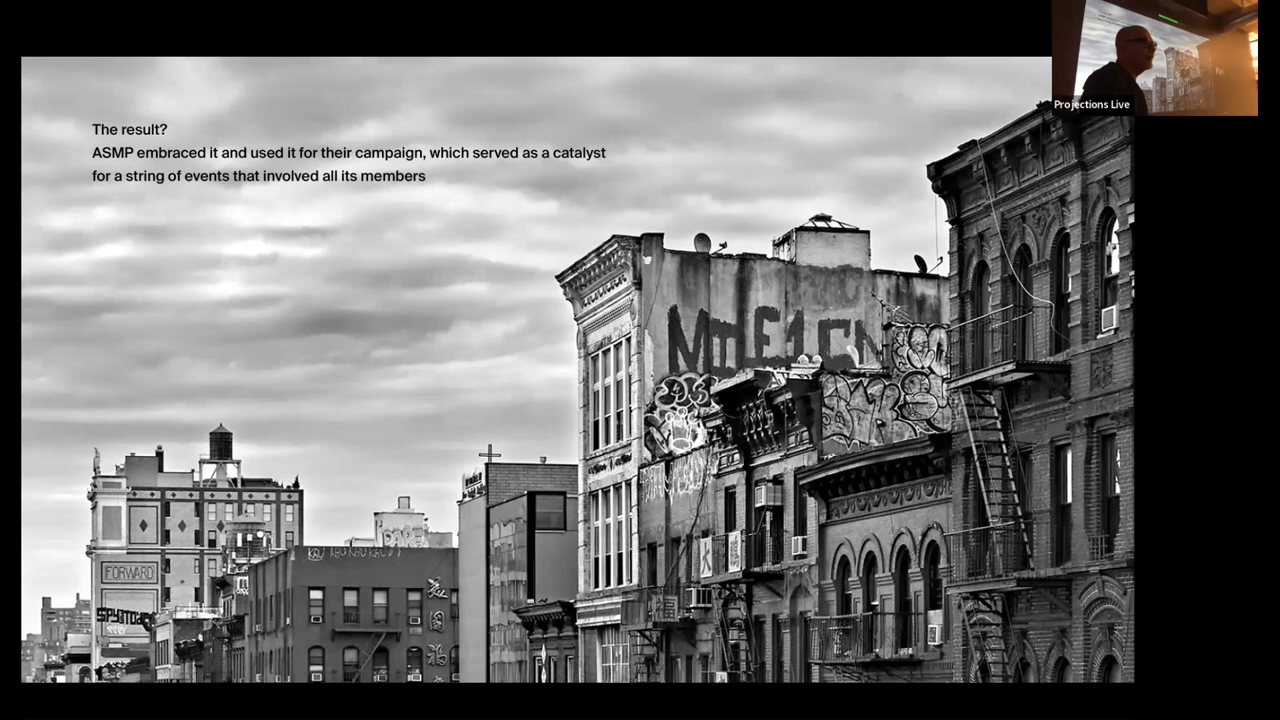 The result?
ASMP embraced it and used it for their campaign, which served as a catalyst
for a string of events that involved all its members
Projections Live
FORWARD
大